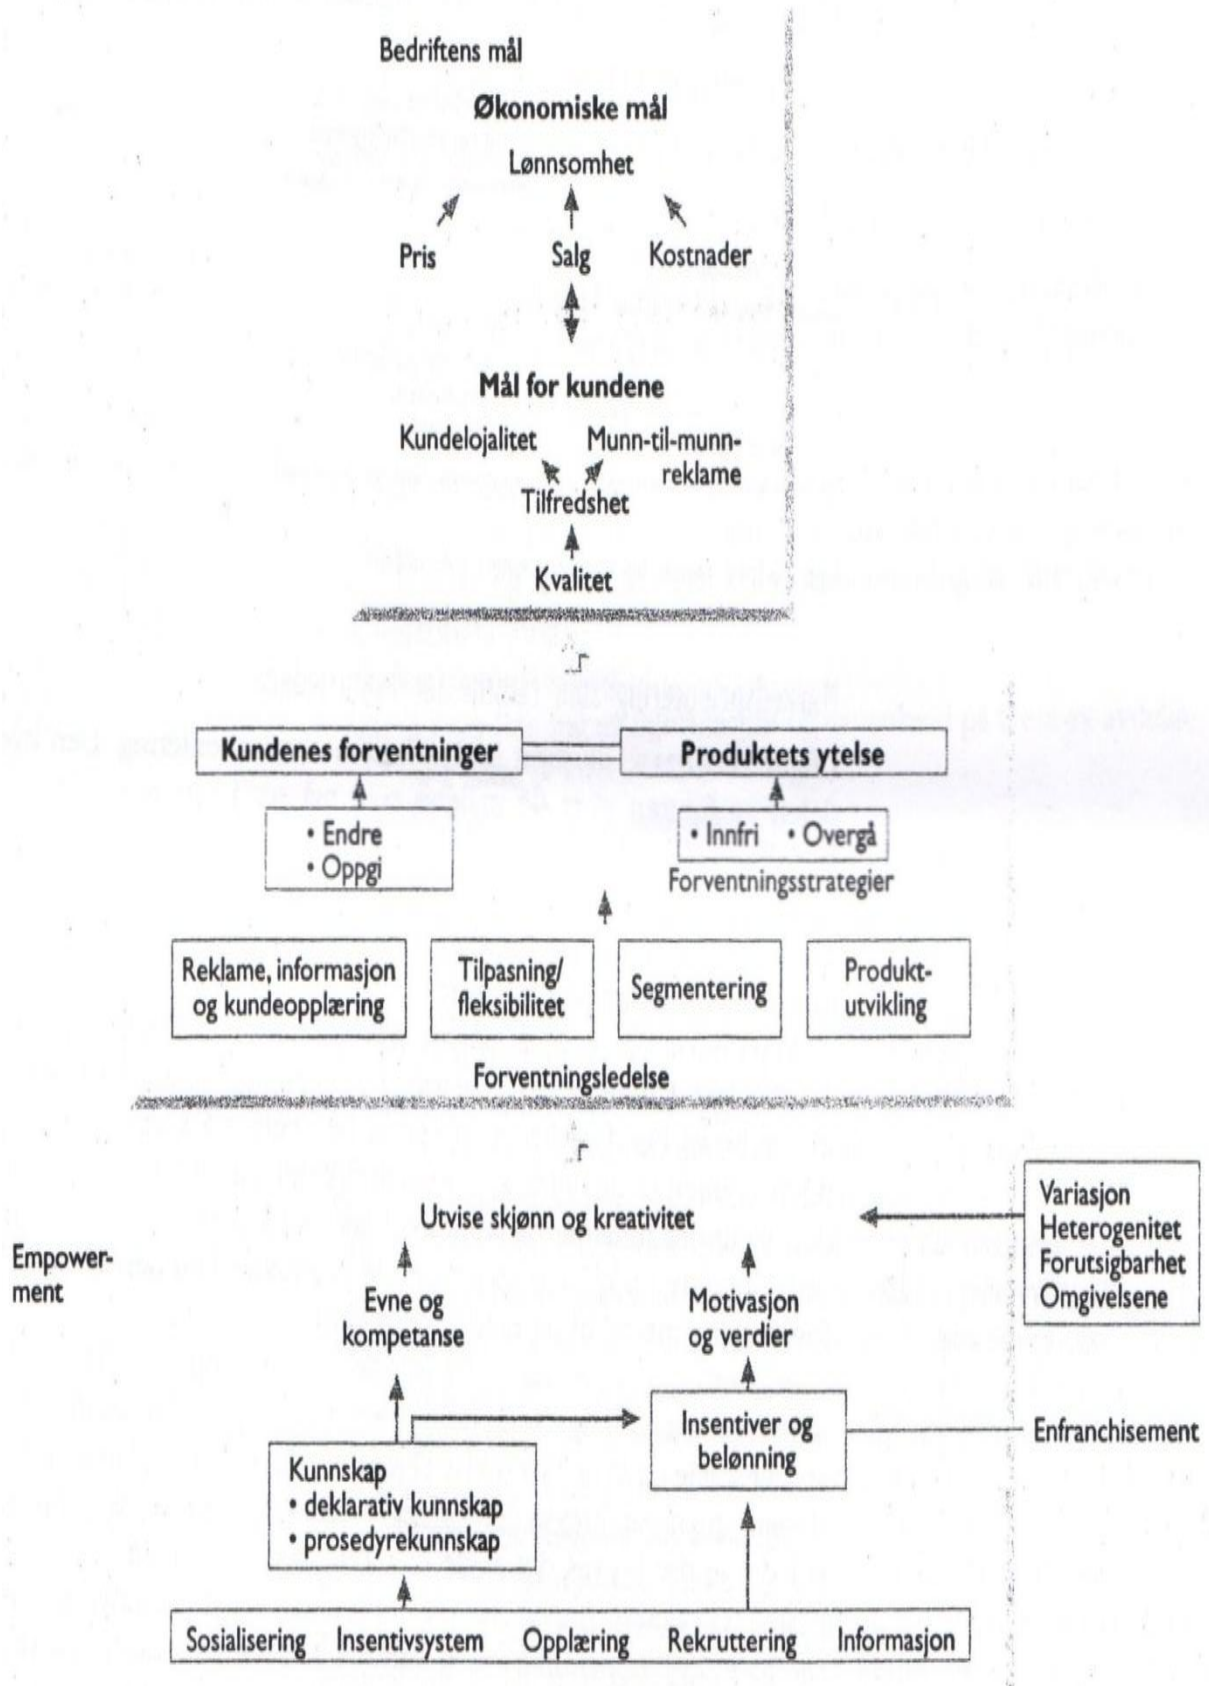 Bedriftens mål
Økonomiske mål
Lønnsomhet
Pris Salg Kostnader
Mål for kundene
Kundelojalitet Munn-til-munn-
reklame
Tilfredshet
Kvalitet
Kundenes forventninger Produktets ytelse
• Endre
• Oppgi
• Innfri • Overgå
Forventningsstrategier
Reklame, informasjon
og kundeopplæring
Tilpasning/
fleksibilitet
Segmentering
Produkt-
utvikling
Forventningsledelse
Utvise skjønn og kreativitet
Variasjon
Heterogenitet
Forutsigbarhet
Omgivelsene
Empower-
ment
Evne og
kompetanse
Motivasjon
og verdier
Insentiver og
belønning
Enfranchisement
Kunnskap
• deklarativ kunnskap
• prosedyrekunnskap
Sosialisering Insentivsystem Opplæring Rekruttering Informasjon